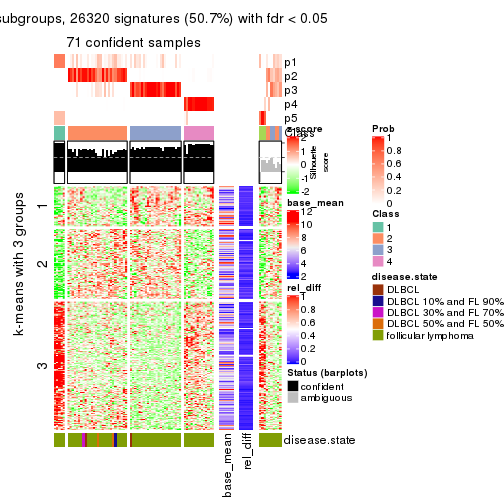 subgroups, 26320 signatures (50.7%) with fdr < 0.05
71 confident samples
p1
p2
p3
p4
p5
Class
Silhouette
score
k-means with 3 groups
1
2
3
base_mean
rel_diff
disease.state
z-score
2
1
0
-1
-2
base_mean
12
10
8
6
4
2
rel_diff
1
0.8
0.6
0.4
0.2
0
Status (barplots)
confident
ambiguous
Prob
1
0.8
0.6
0.4
0.2
0
Class
1
2
3
4
disease.state
DLBCL
DLBCL 10% and FL 90%
DLBCL 30% and FL 70%
DLBCL 50% and FL 50%
follicular lymphoma